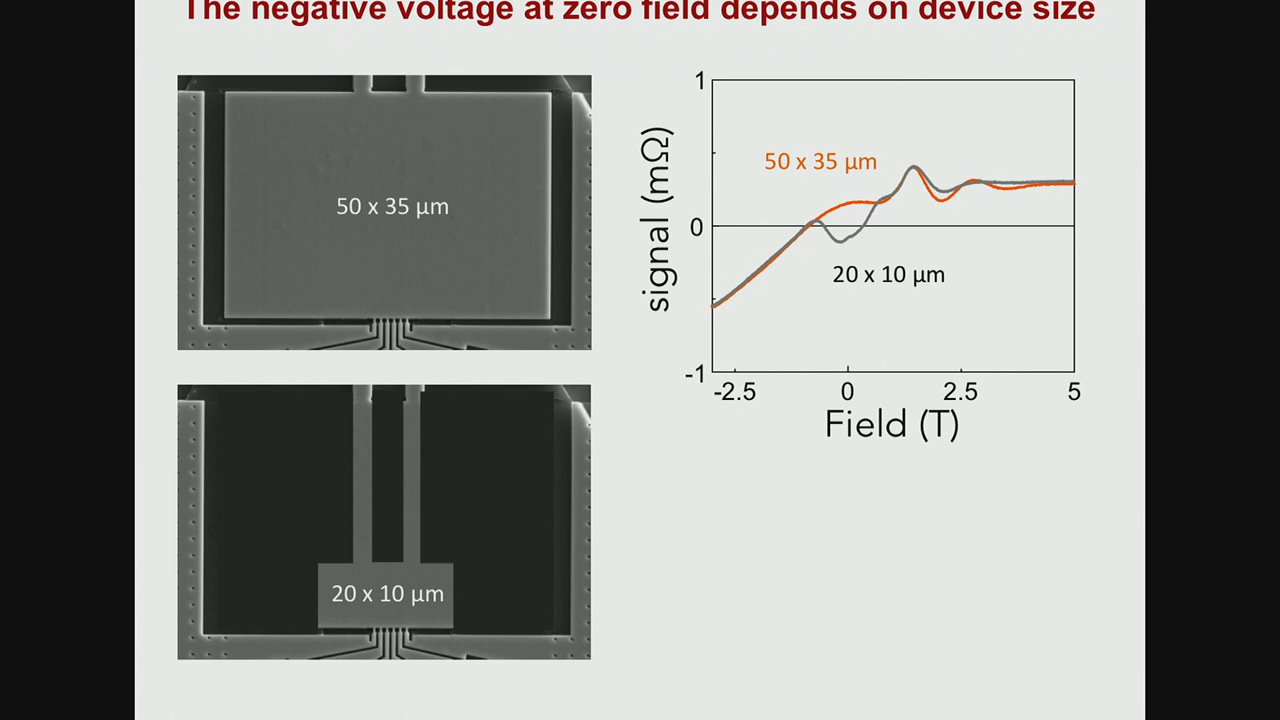 The negative voltage at zero field depends on device size
50 x 35 µm
20 x 10 µm
1
0
-1
signal (mΩ)
50 x 35 µm
20 x 10 µm
-2.5
0
2.5
5
Field (T)